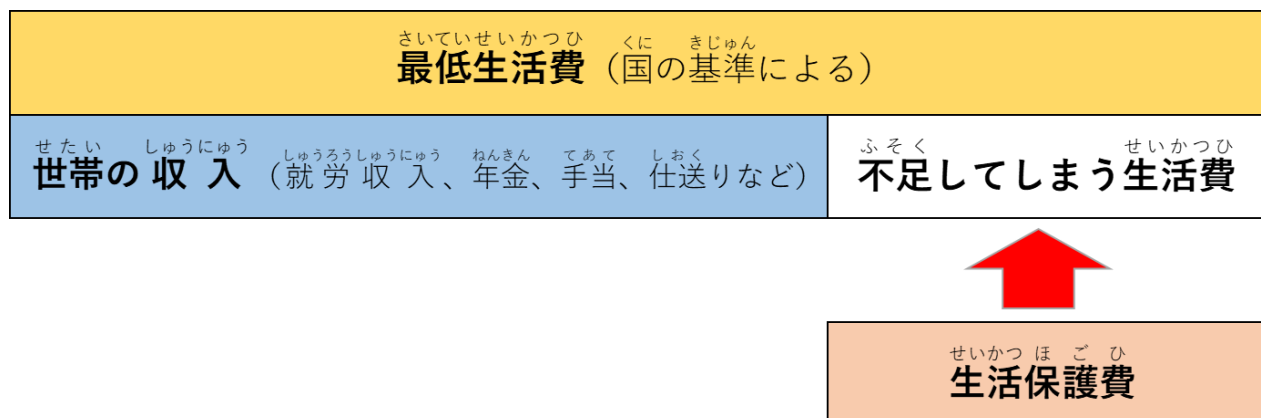 さいていせいかつひ くに きじゅん
最低生活費（国の基準による）
せたい しゅうにゅう しゅうろうしゅうにゅう ねんきん てあて しおく
世帯の収入（就労収入、年金、手当、仕送りなど）
ふそく せいかつひ
不足してしまう生活費
せいかつほごひ
生活保護費